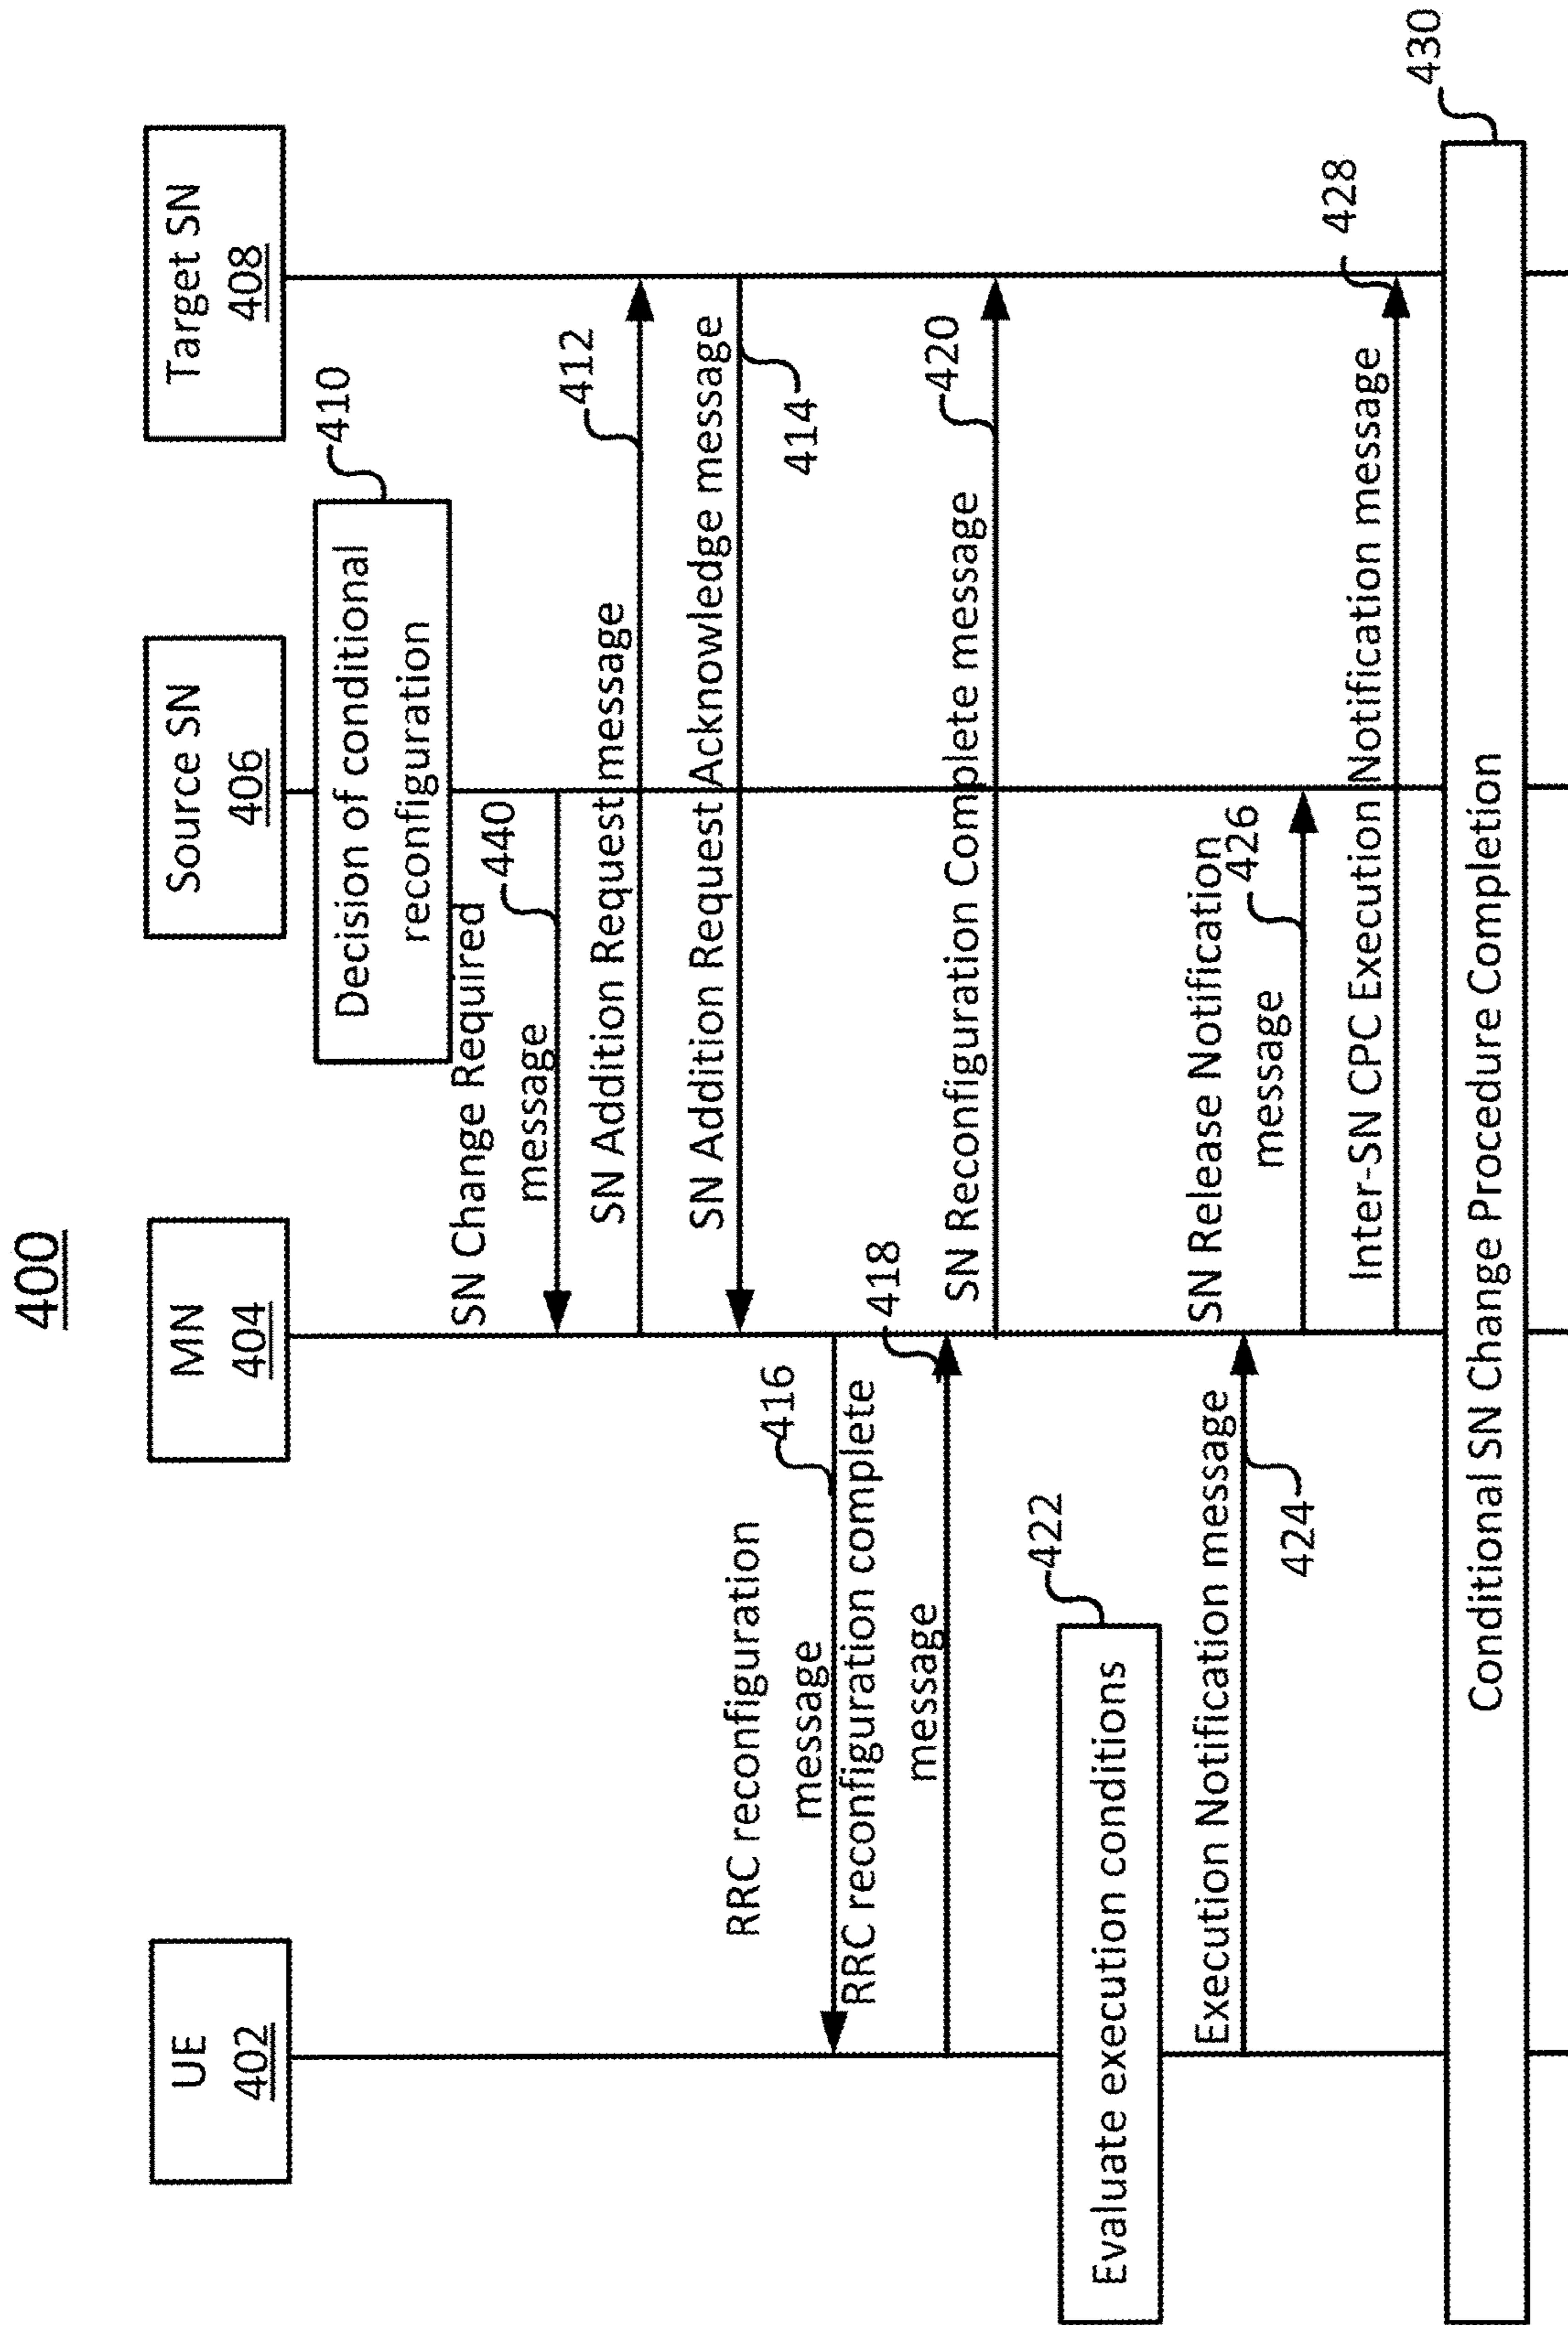 400
UE
402
MN
404
Source SN
406
Target SN
408
Decision of conditional
reconfiguration
410
SN Change Required
message
440
SN Addition Request message
412
SN Addition Request Acknowledge message
414
RRC reconfiguration
message
416
RRC reconfiguration complete
message
418
SN Reconfiguration Complete message
420
Evaluate execution conditions
422
Execution Notification message
424
SN Release Notification
message
426
Inter-SN CPC Execution Notification message
428
Conditional SN Change Procedure Completion
430